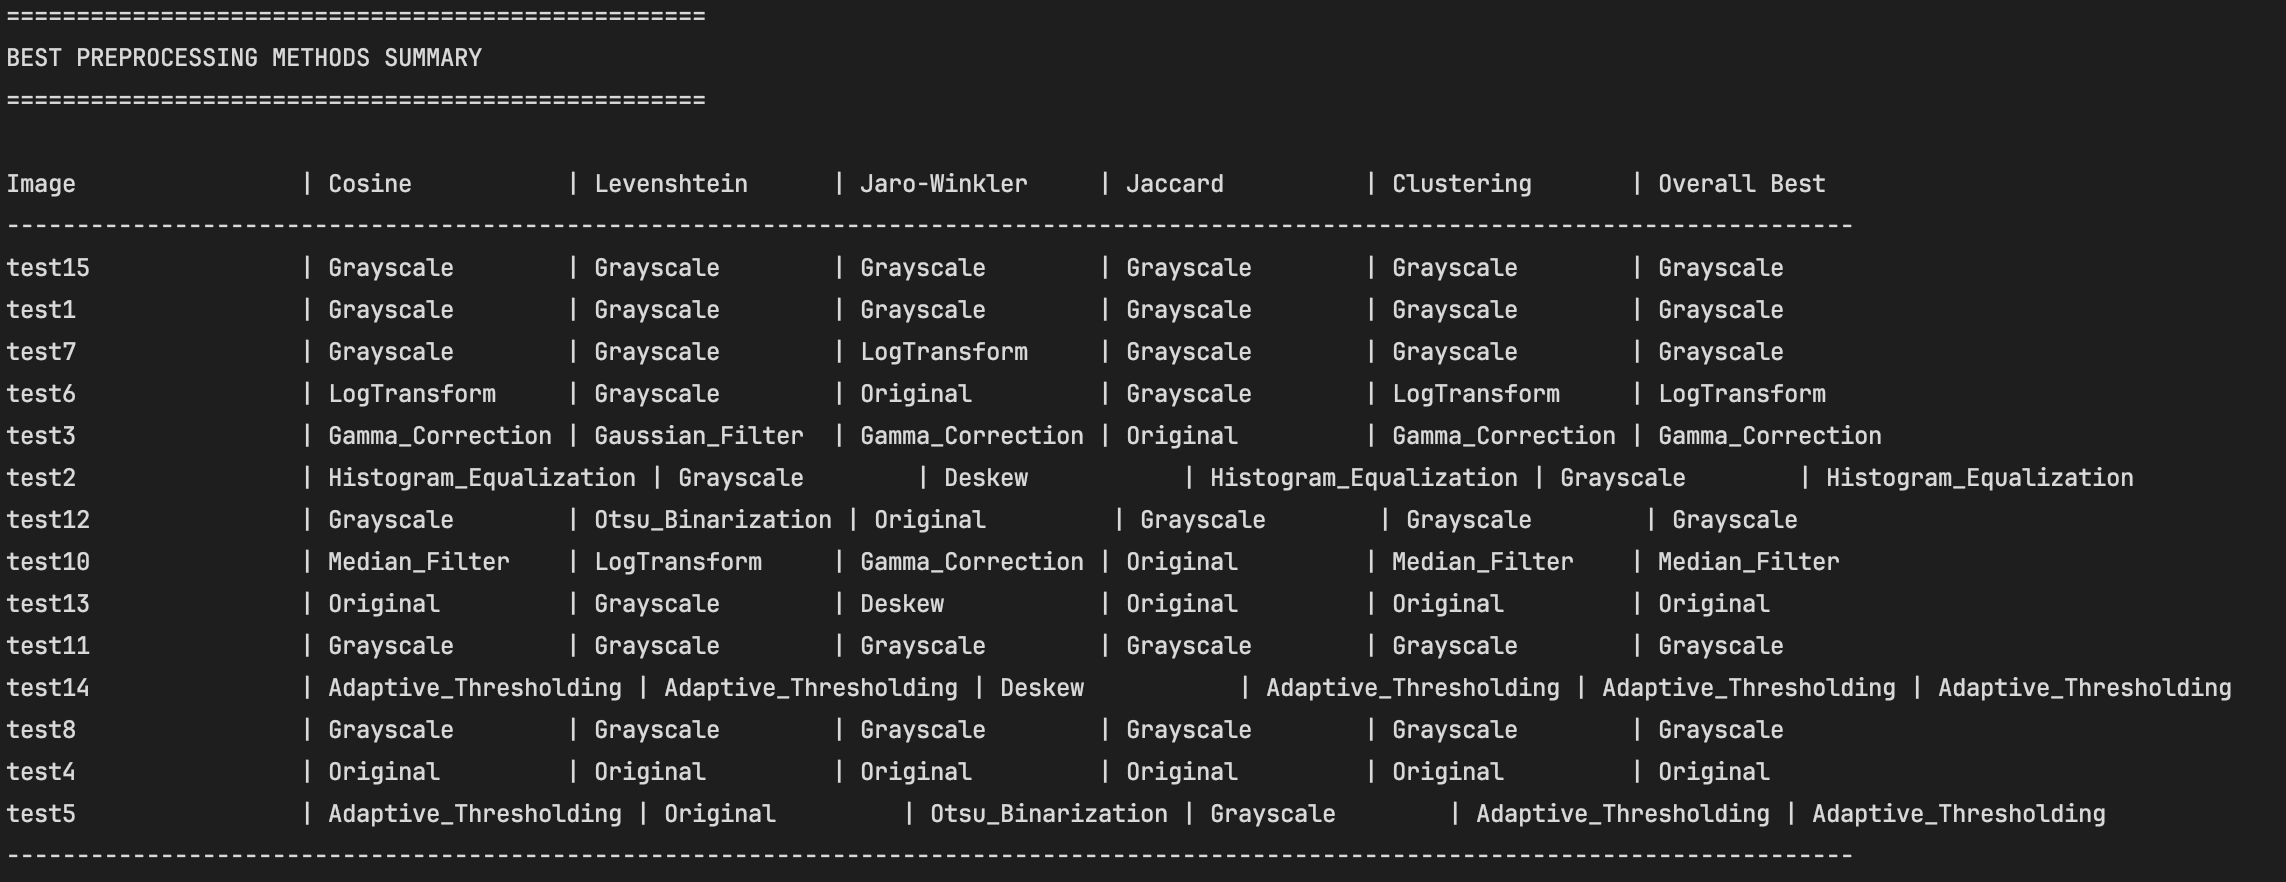 ==================================================
BEST PREPROCESSING METHODS SUMMARY
==================================================
Image                | Cosine           | Levenshtein      | Jaro-Winkler     | Jaccard          | Clustering       | Overall Best
------------------------------------------------------------------------------------------------------------------------------------
test15               | Grayscale        | Grayscale        | Grayscale        | Grayscale        | Grayscale        | Grayscale
test1                | Grayscale        | Grayscale        | Grayscale        | Grayscale        | Grayscale        | Grayscale
test7                | Grayscale        | Grayscale        | LogTransform     | Grayscale        | Grayscale        | Grayscale
test6                | LogTransform     | Grayscale        | Original         | Grayscale        | LogTransform     | LogTransform
test3                | Gamma_Correction | Gaussian_Filter  | Gamma_Correction | Original         | Gamma_Correction | Gamma_Correction
test2                | Histogram_Equalization | Grayscale        | Deskew           | Histogram_Equalization | Grayscale        | Histogram_Equalization
test12               | Grayscale        | Otsu_Binarization | Original         | Grayscale        | Grayscale        | Grayscale
test10               | Median_Filter    | LogTransform     | Gamma_Correction | Original         | Median_Filter    | Median_Filter
test13               | Original         | Grayscale        | Deskew           | Original         | Original         | Original
test11               | Grayscale        | Grayscale        | Grayscale        | Grayscale        | Grayscale        | Grayscale
test14               | Adaptive_Thresholding | Adaptive_Thresholding | Deskew           | Adaptive_Thresholding | Adaptive_Thresholding | Adaptive_Thresholding
test8                | Grayscale        | Grayscale        | Grayscale        | Grayscale        | Grayscale        | Grayscale
test4                | Original         | Original         | Original         | Original         | Original         | Original
test5                | Adaptive_Thresholding | Original         | Otsu_Binarization | Grayscale        | Adaptive_Thresholding | Adaptive_Thresholding
------------------------------------------------------------------------------------------------------------------------------------